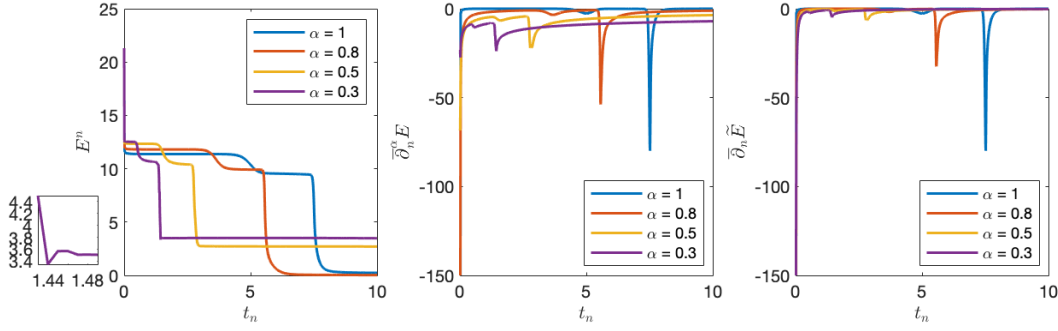 25
20
15
10
5
0
E^n
0 5 10
t_n
α = 1
α = 0.8
α = 0.5
α = 0.3
4.4
4.2
4
3.8
3.6
3.4
1.44 1.48
0
-50
-100
-150
\overline{∂}_n^α E
0 5 10
t_n
α = 1
α = 0.8
α = 0.5
α = 0.3
0
-50
-100
-150
\overline{∂}_n \widetilde{E}
0 5 10
t_n
α = 1
α = 0.8
α = 0.5
α = 0.3